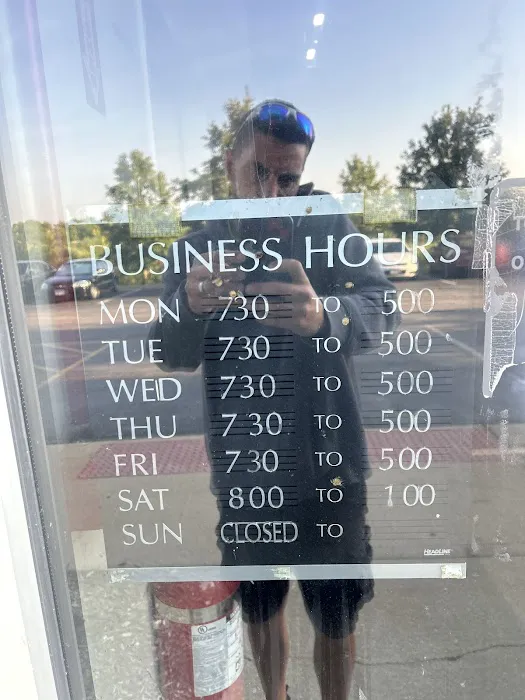 BUSINESS HOURS
MON 730 TO 500
TUE 730 TO 500
WED 730 TO 500
THU 730 TO 500
FRI 730 TO 500
SAT 800 TO 100
SUN CLOSED TO
HEADLINE